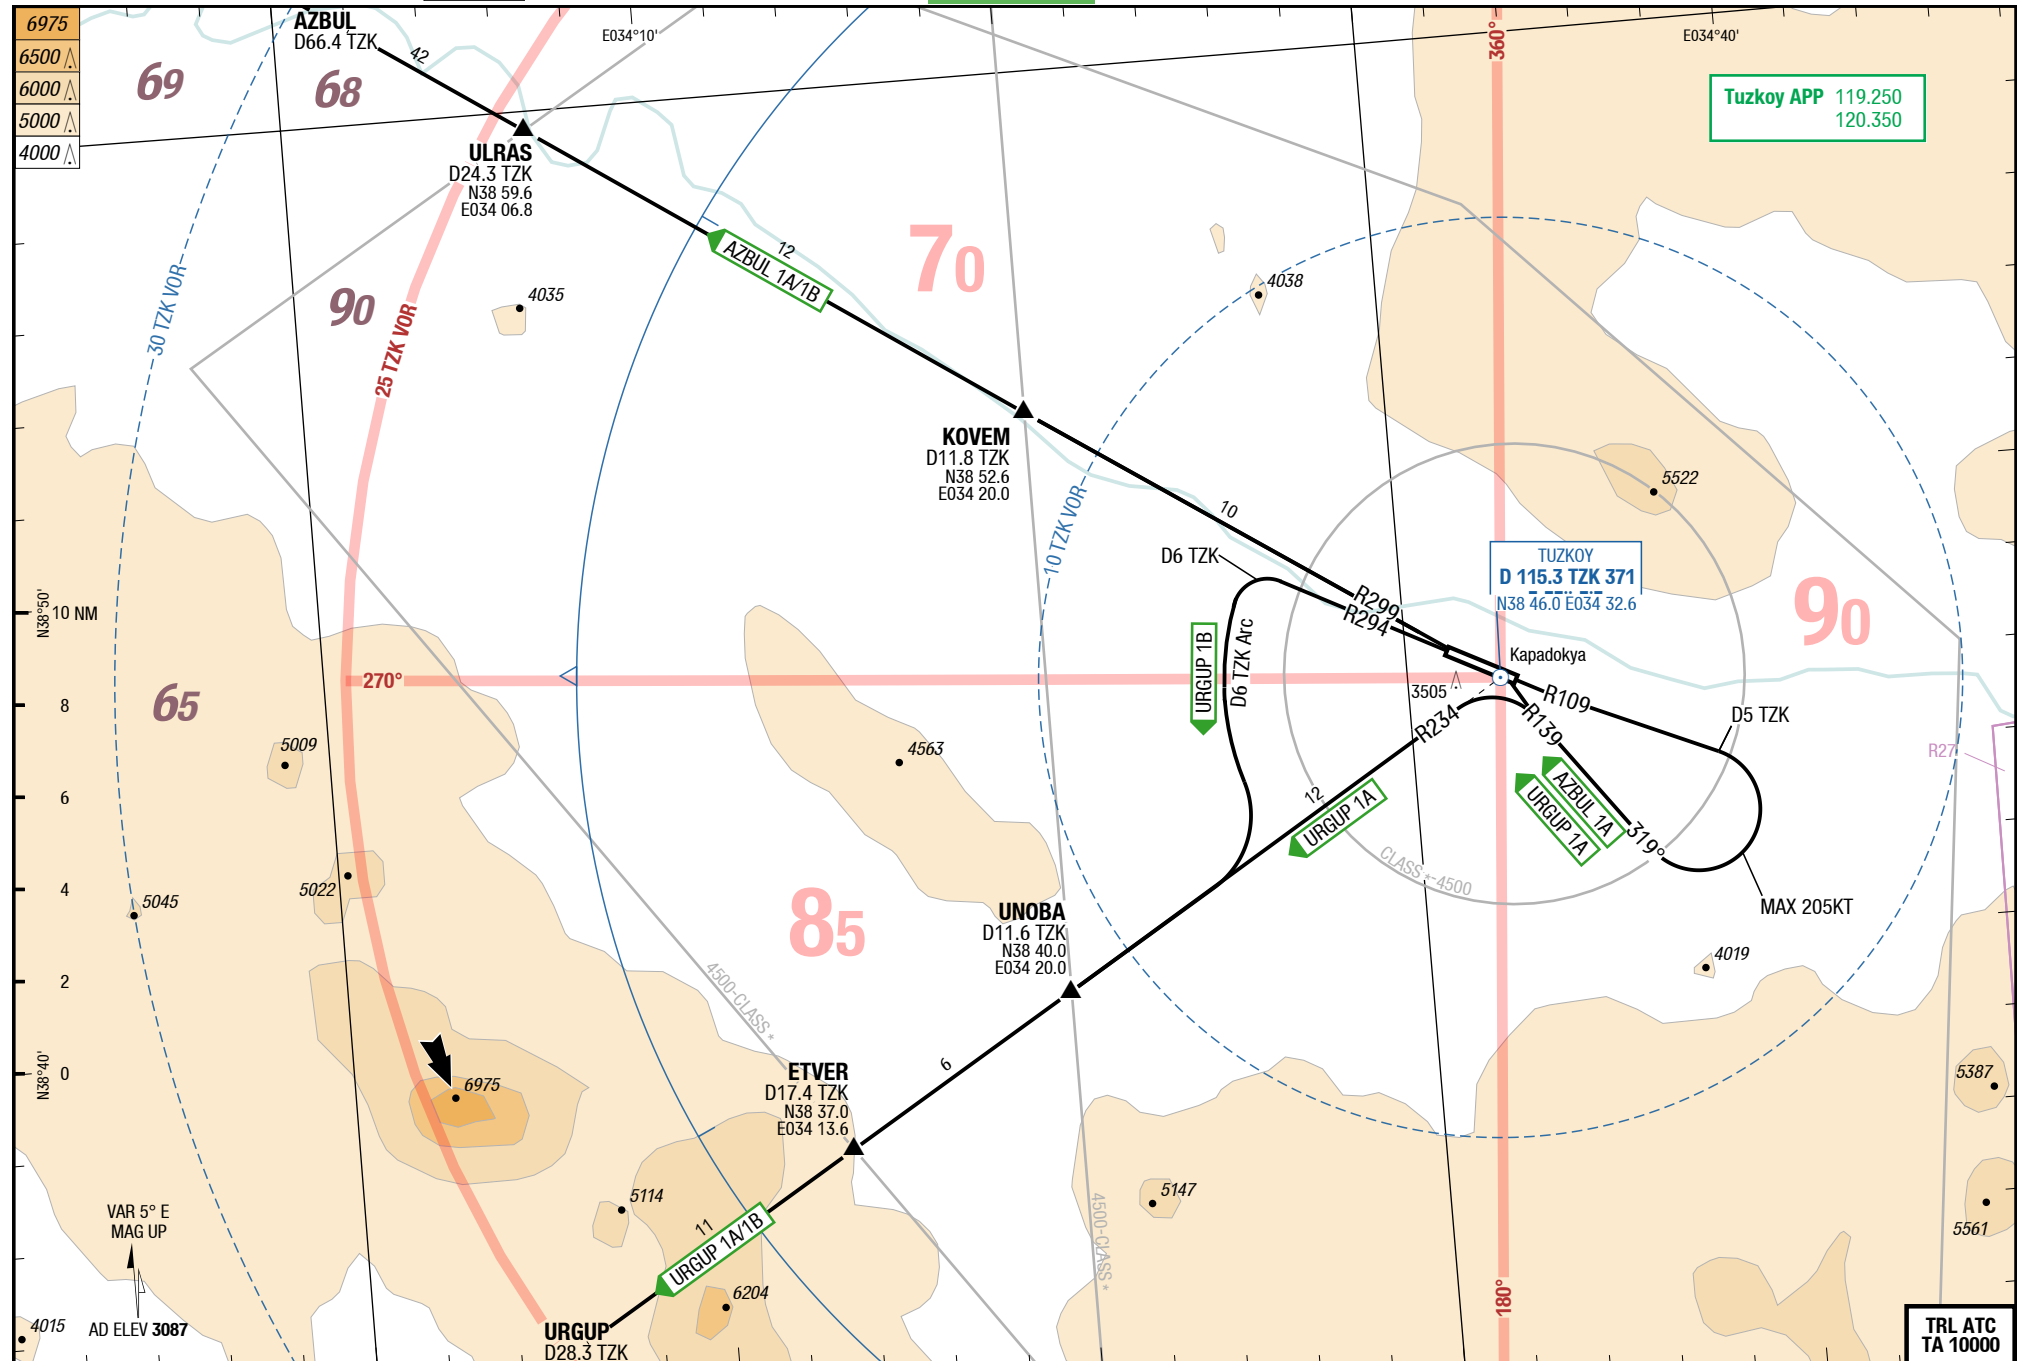 6975
6500
6000
5000
4000
AZBUL
D66.4 TZK
42
E034°10'
360°
E034°40'
69
68
Tuzkoy APP 119.250
120.350
ULRAS
D24.3 TZK
N38 59.6
E034 06.8
12
AZBUL 1A/1B
70
30 TZK VOR
90
25 TZK VOR
4035
4038
KOVEM
D11.8 TZK
N38 52.6
E034 20.0
5522
10
10 TZK VOR
D6 TZK
TUZKOY
D 115.3 TZK 371
N38 46.0 E034 32.6
N38°50'
10 NM
R299
R294
90
URGUP 1B
D6 TZK Arc
Kapadokya
270°
3505
R109
65
8
R234
R139
D5 TZK
R27
5009
4563
6
12
URGUP 1A
AZBUL 1A
URGUP 1A
319°
CLASS *-4500
5022
5045
4
MAX 205KT
85
UNOBA
D11.6 TZK
N38 40.0
E034 20.0
4019
2
4500-CLASS *
N38°40'
0
6975
ETVER
D17.4 TZK
N38 37.0
E034 13.6
6
5387
5114
5147
5561
VAR 5° E
MAG UP
11
URGUP 1A/1B
4500-CLASS *
6204
180°
4015
AD ELEV 3087
URGUP
D28.3 TZK
TRL ATC
TA 10000